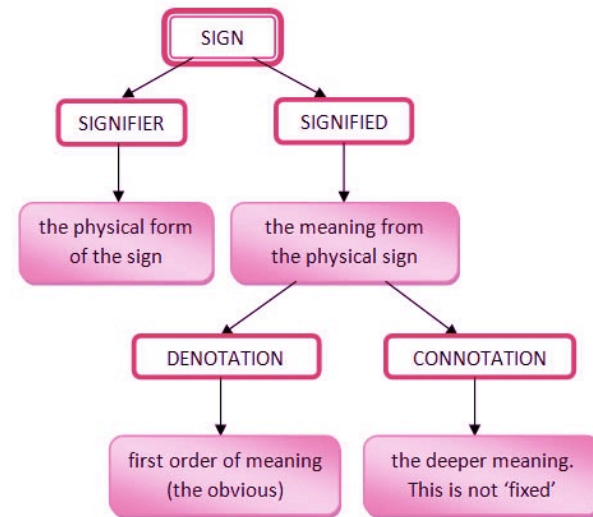 SIGN
SIGNIFIER
SIGNIFIED
the physical form
of the sign
the meaning from
the physical sign
DENOTATION
CONNOTATION
first order of meaning
(the obvious)
the deeper meaning.
This is not ‘fixed’